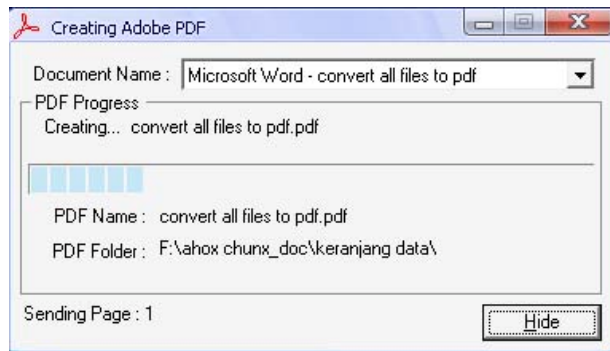 Creating Adobe PDF
Document Name : Microsoft Word - convert all files to pdf
PDF Progress
Creating... convert all files to pdf.pdf
PDF Name : convert all files to pdf.pdf
PDF Folder : F:\ahox chunx_doc\keranjang data\
Sending Page : 1
Hide